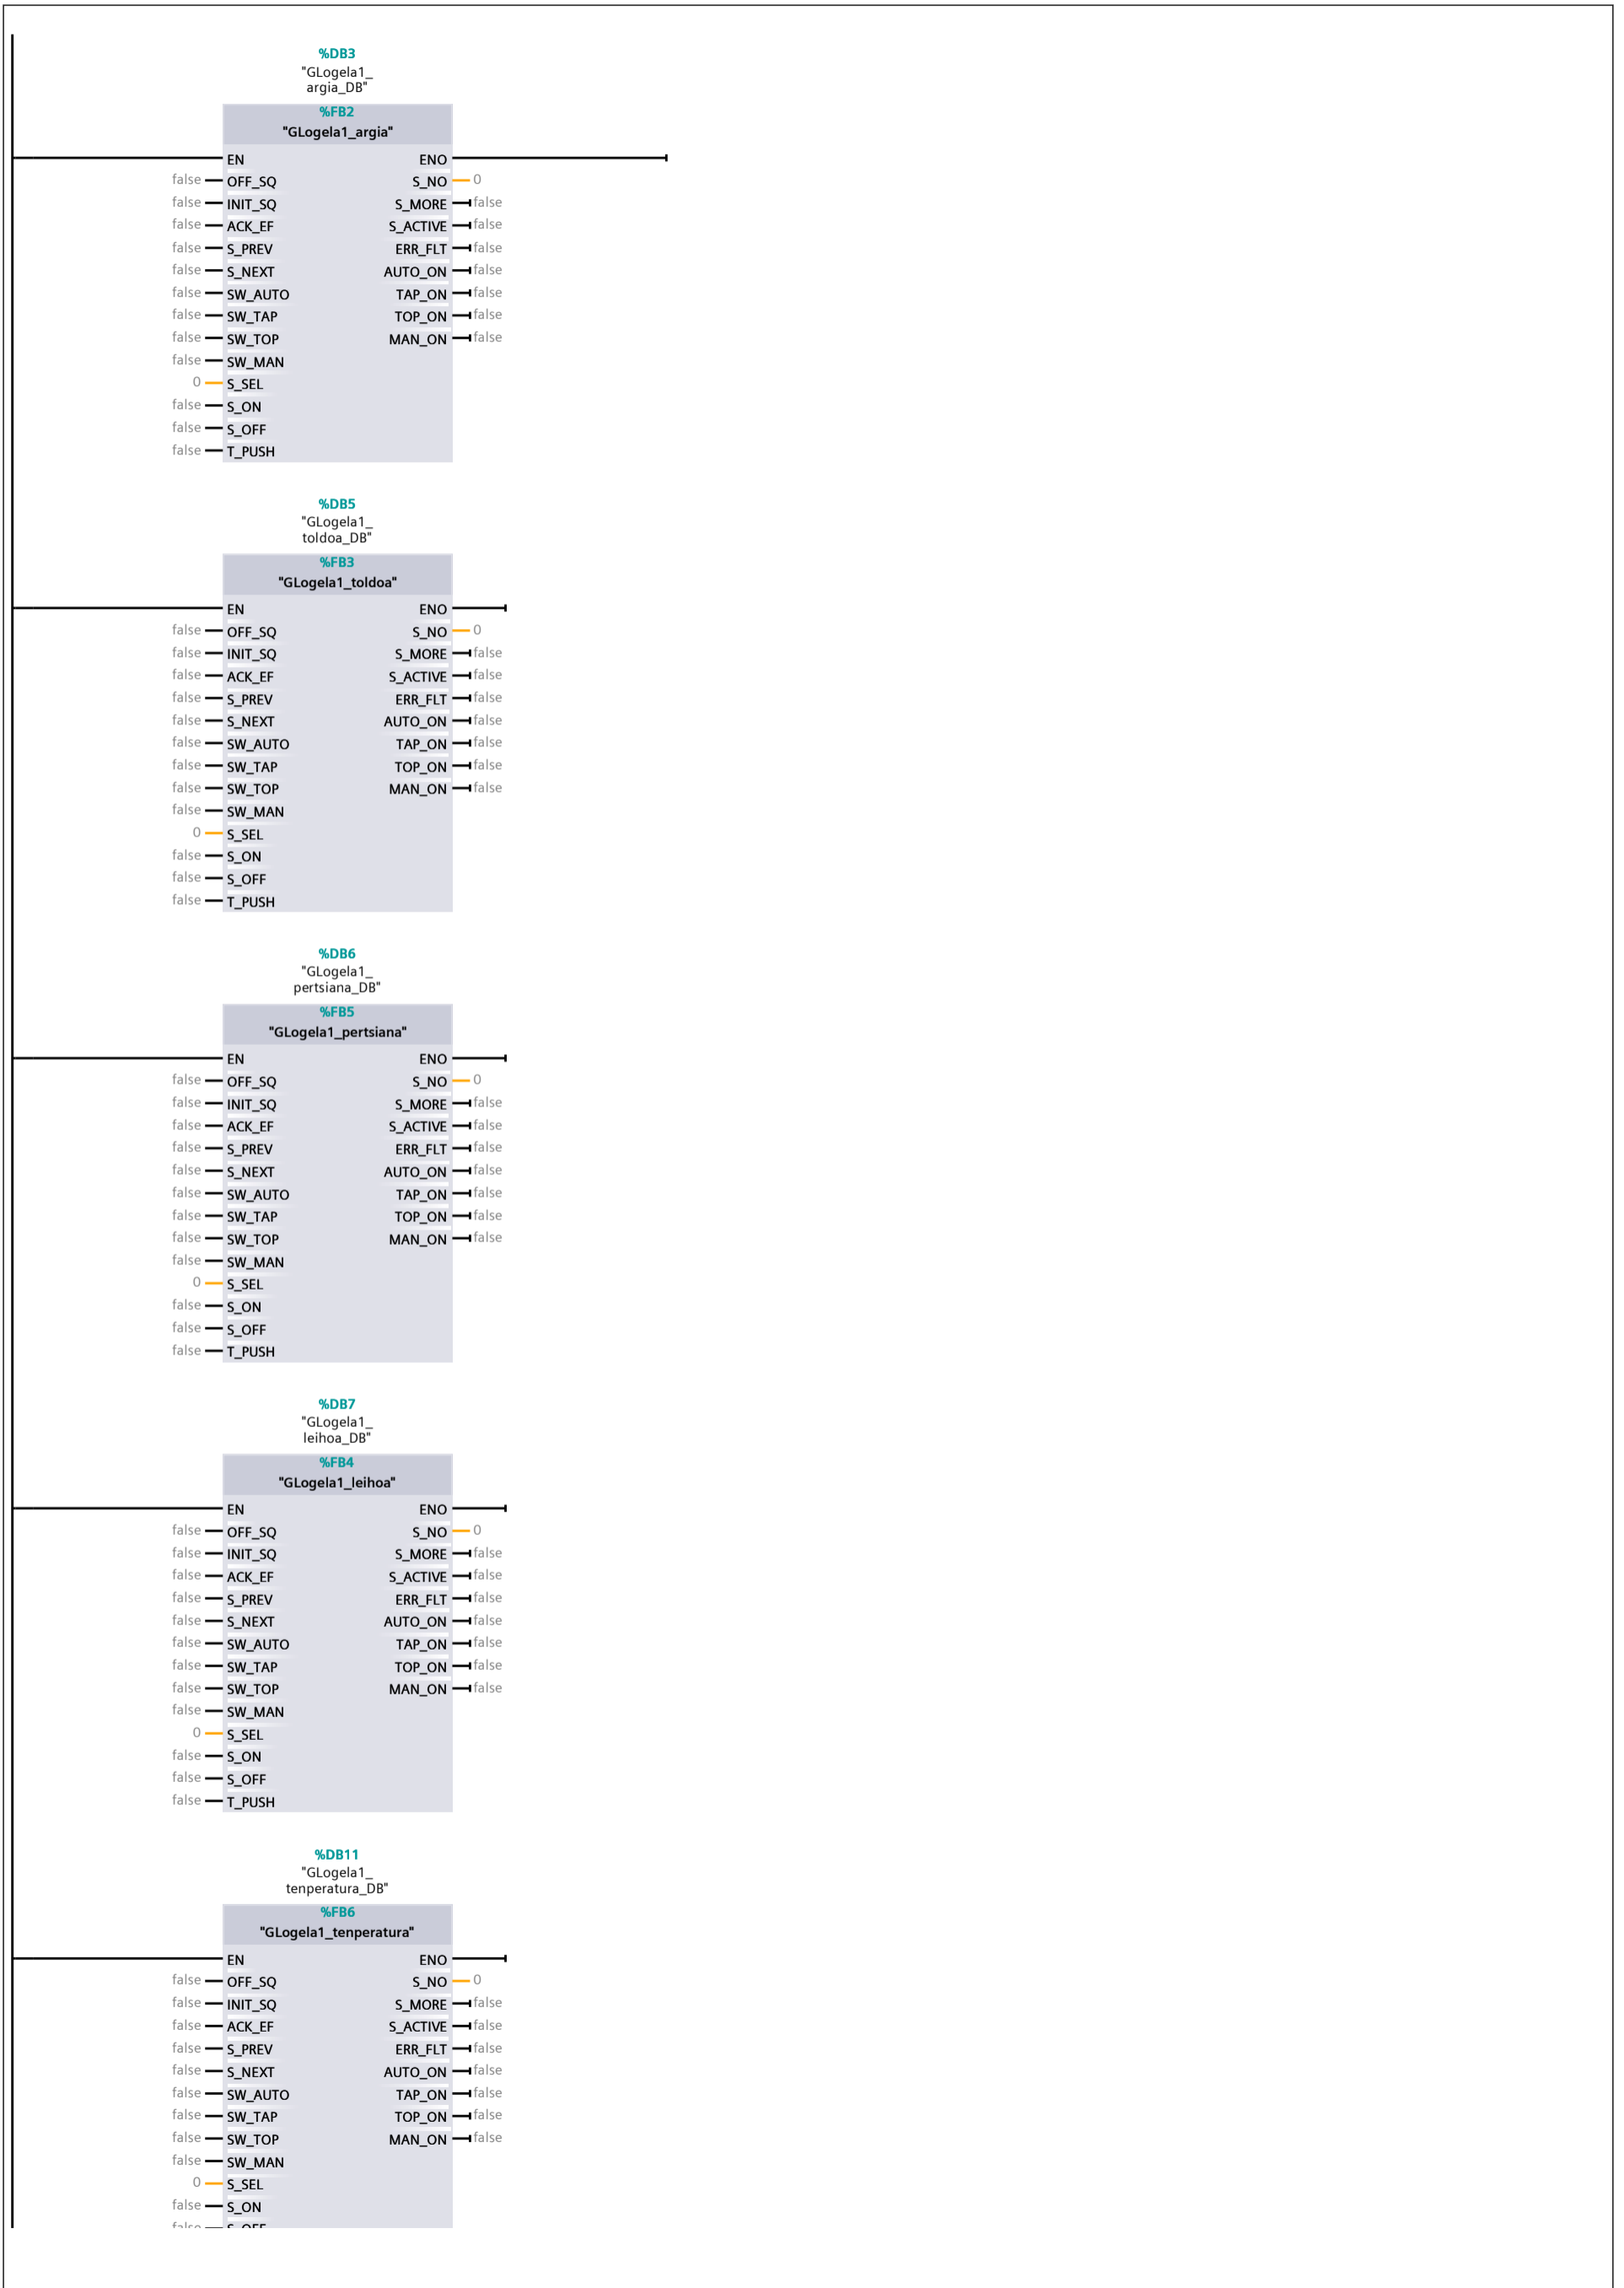 %DB3
"GLogela1_
argia_DB"
%FB2
"GLogela1_argia"
EN ENO
false OFF_SQ S_NO 0
false INIT_SQ S_MORE false
false ACK_EF S_ACTIVE false
false S_PREV ERR_FLT false
false S_NEXT AUTO_ON false
false SW_AUTO TAP_ON false
false SW_TAP TOP_ON false
false SW_TOP MAN_ON false
false SW_MAN
0 S_SEL
false S_ON
false S_OFF
false T_PUSH
%DB5
"GLogela1_
toldoa_DB"
%FB3
"GLogela1_toldoa"
EN ENO
false OFF_SQ S_NO 0
false INIT_SQ S_MORE false
false ACK_EF S_ACTIVE false
false S_PREV ERR_FLT false
false S_NEXT AUTO_ON false
false SW_AUTO TAP_ON false
false SW_TAP TOP_ON false
false SW_TOP MAN_ON false
false SW_MAN
0 S_SEL
false S_ON
false S_OFF
false T_PUSH
%DB6
"GLogela1_
pertsiana_DB"
%FB5
"GLogela1_pertsiana"
EN ENO
false OFF_SQ S_NO 0
false INIT_SQ S_MORE false
false ACK_EF S_ACTIVE false
false S_PREV ERR_FLT false
false S_NEXT AUTO_ON false
false SW_AUTO TAP_ON false
false SW_TAP TOP_ON false
false SW_TOP MAN_ON false
false SW_MAN
0 S_SEL
false S_ON
false S_OFF
false T_PUSH
%DB7
"GLogela1_
leihoa_DB"
%FB4
"GLogela1_leihoa"
EN ENO
false OFF_SQ S_NO 0
false INIT_SQ S_MORE false
false ACK_EF S_ACTIVE false
false S_PREV ERR_FLT false
false S_NEXT AUTO_ON false
false SW_AUTO TAP_ON false
false SW_TAP TOP_ON false
false SW_TOP MAN_ON false
false SW_MAN
0 S_SEL
false S_ON
false S_OFF
false T_PUSH
%DB11
"GLogela1_
tenperatura_DB"
%FB6
"GLogela1_tenperatura"
EN ENO
false OFF_SQ S_NO 0
false INIT_SQ S_MORE false
false ACK_EF S_ACTIVE false
false S_PREV ERR_FLT false
false S_NEXT AUTO_ON false
false SW_AUTO TAP_ON false
false SW_TAP TOP_ON false
false SW_TOP MAN_ON false
false SW_MAN
0 S_SEL
false S_ON